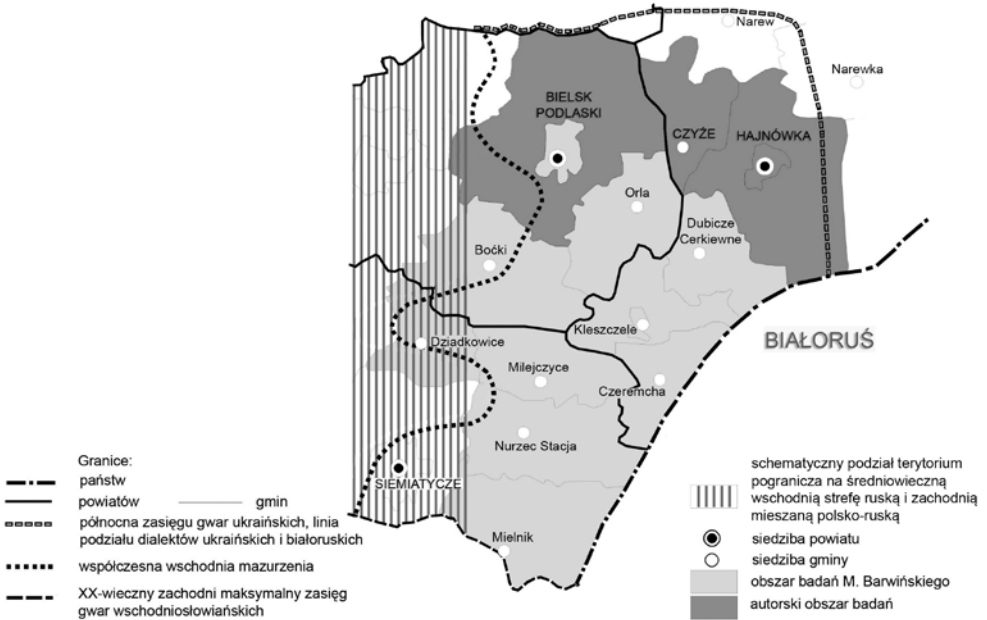 Narew
Narewka
BIELSK
PODLASKI
CZYŻE
HAJNÓWKA
Orla
Dubicze
Cerkiewne
Boćki
Kleszczele
BIAŁORUŚ
Dziadkowice
Milejczyce
Czeremcha
Nurzec Stacja
SIEMIATYCZE
Mielnik
Granice:
państw
powiatów
gmin
północna zasięgu gwar ukraińskich, linia
podziału dialektów ukraińskich i białoruskich
współczesna wschodnia mazurzenia
XX-wieczny zachodni maksymalny zasięg
gwar wschodniosłowiańskich
schematyczny podział terytorium
pogranicza na średniowieczną
wschodnią strefę ruską i zachodnią
mieszaną polsko-ruską
siedziba powiatu
siedziba gminy
obszar badań M. Barwińskiego
autorski obszar badań